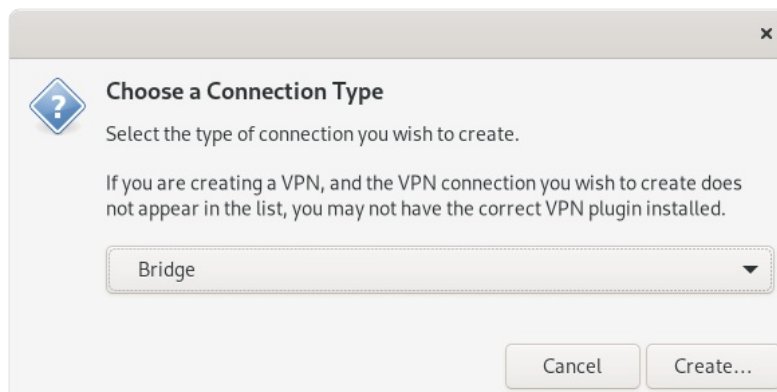 Choose a Connection Type
Select the type of connection you wish to create.
If you are creating a VPN, and the VPN connection you wish to create does
not appear in the list, you may not have the correct VPN plugin installed.
Bridge
Cancel
Create...